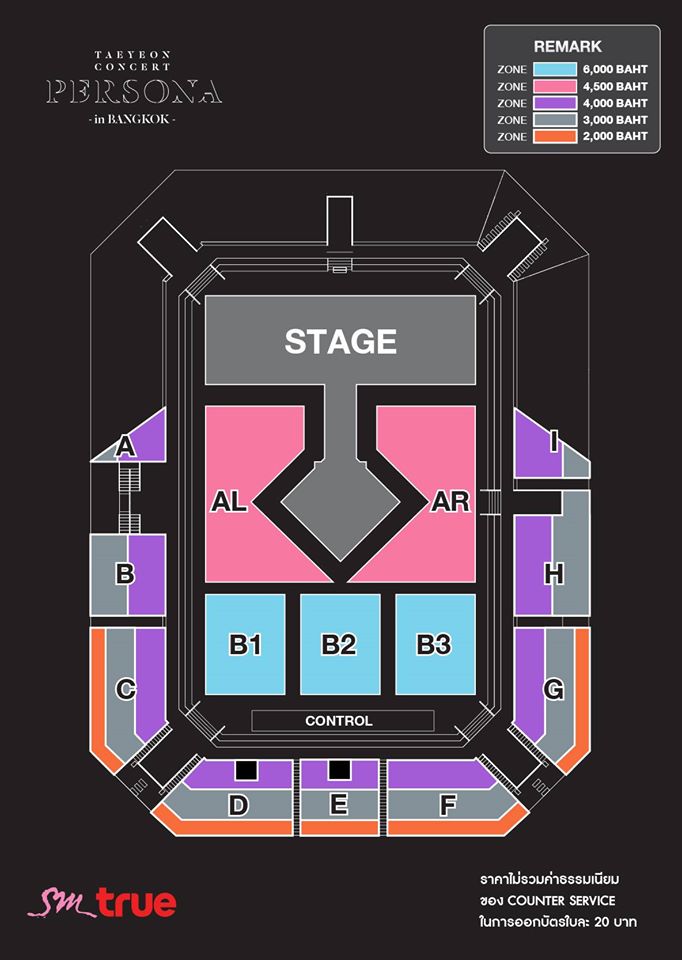 TAEYEON
CONCERT
PERSONA
- in BANGKOK -
REMARK
ZONE 6,000 BAHT
ZONE 4,500 BAHT
ZONE 4,000 BAHT
ZONE 3,000 BAHT
ZONE 2,000 BAHT
STAGE
A
I
AL
AR
B
H
B1
B2
B3
C
G
CONTROL
D
E
F
ราคาไม่รวมค่าธรรมเนียม
ของ COUNTER SERVICE
ในการออกบัตรใบละ 20 บาท
sm true